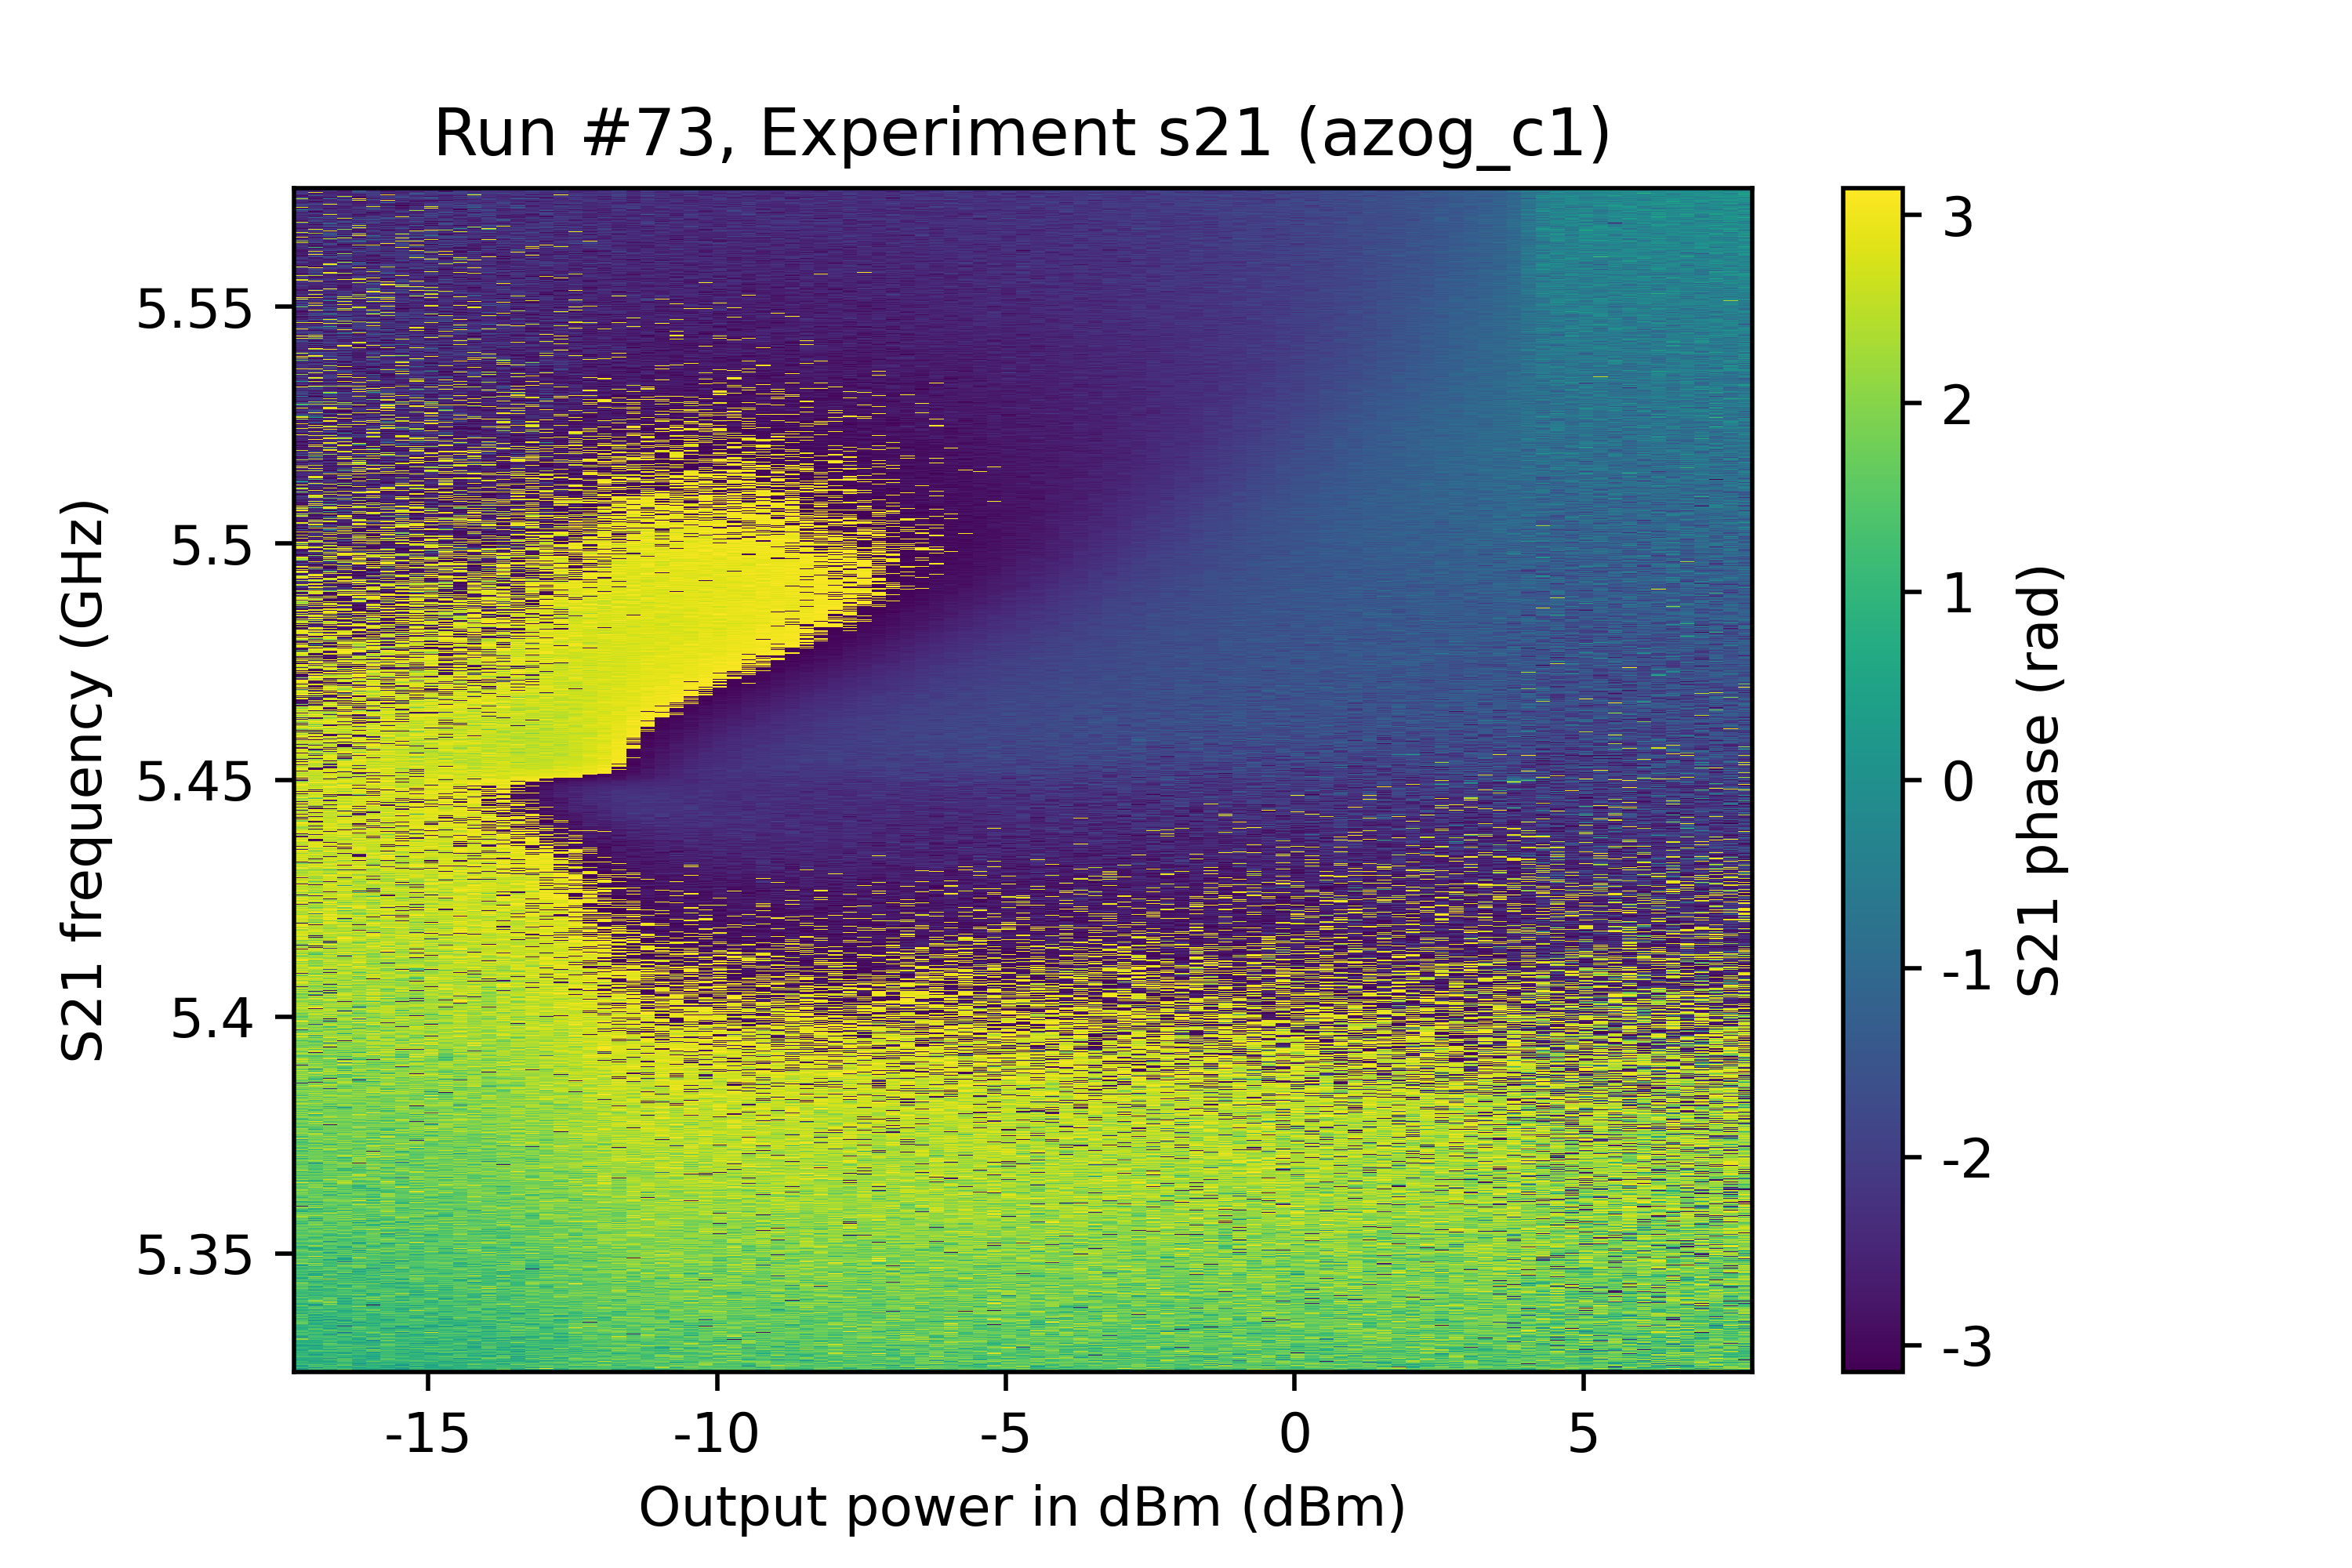 Run #73, Experiment s21 (azog_c1)
S21 frequency (GHz)
5.55
5.5
5.45
5.4
5.35
-15 -10 -5 0 5
Output power in dBm (dBm)
3
2
1
0
-1
-2
-3
S21 phase (rad)